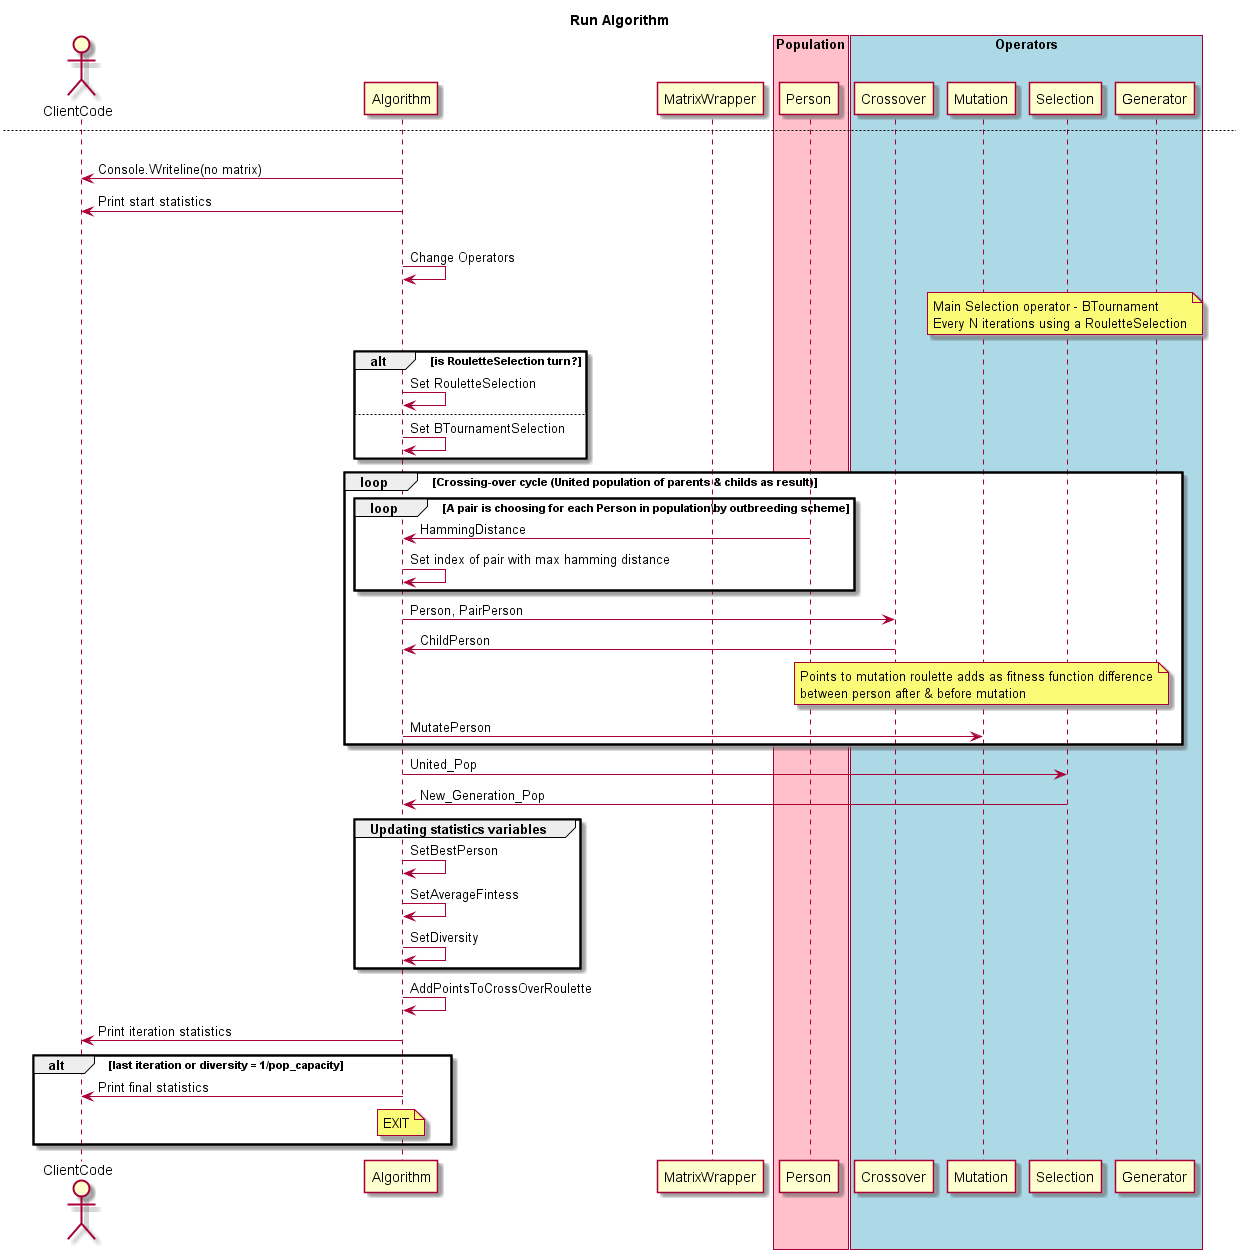 Run Algorithm
Population
Operators
ClientCode
Algorithm
MatrixWrapper
Person
Crossover
Mutation
Selection
Generator
Console.Writeline(no matrix)
Print start statistics
Change Operators
Main Selection operator - BTournament
Every N iterations using a RouletteSelection
alt
[is RouletteSelection turn?]
Set RouletteSelection
Set BTournamentSelection
loop
[Crossing-over cycle (United population of parents & childs as result)]
loop
[A pair is choosing for each Person in population by outbreeding scheme]
HammingDistance
Set index of pair with max hamming distance
Person, PairPerson
ChildPerson
Points to mutation roulette adds as fitness function difference
between person after & before mutation
MutatePerson
United_Pop
New_Generation_Pop
Updating statistics variables
SetBestPerson
SetAverageFintess
SetDiversity
AddPointsToCrossOverRoulette
Print iteration statistics
alt
[last iteration or diversity = 1/pop_capacity]
Print final statistics
EXIT
ClientCode
Algorithm
MatrixWrapper
Person
Crossover
Mutation
Selection
Generator